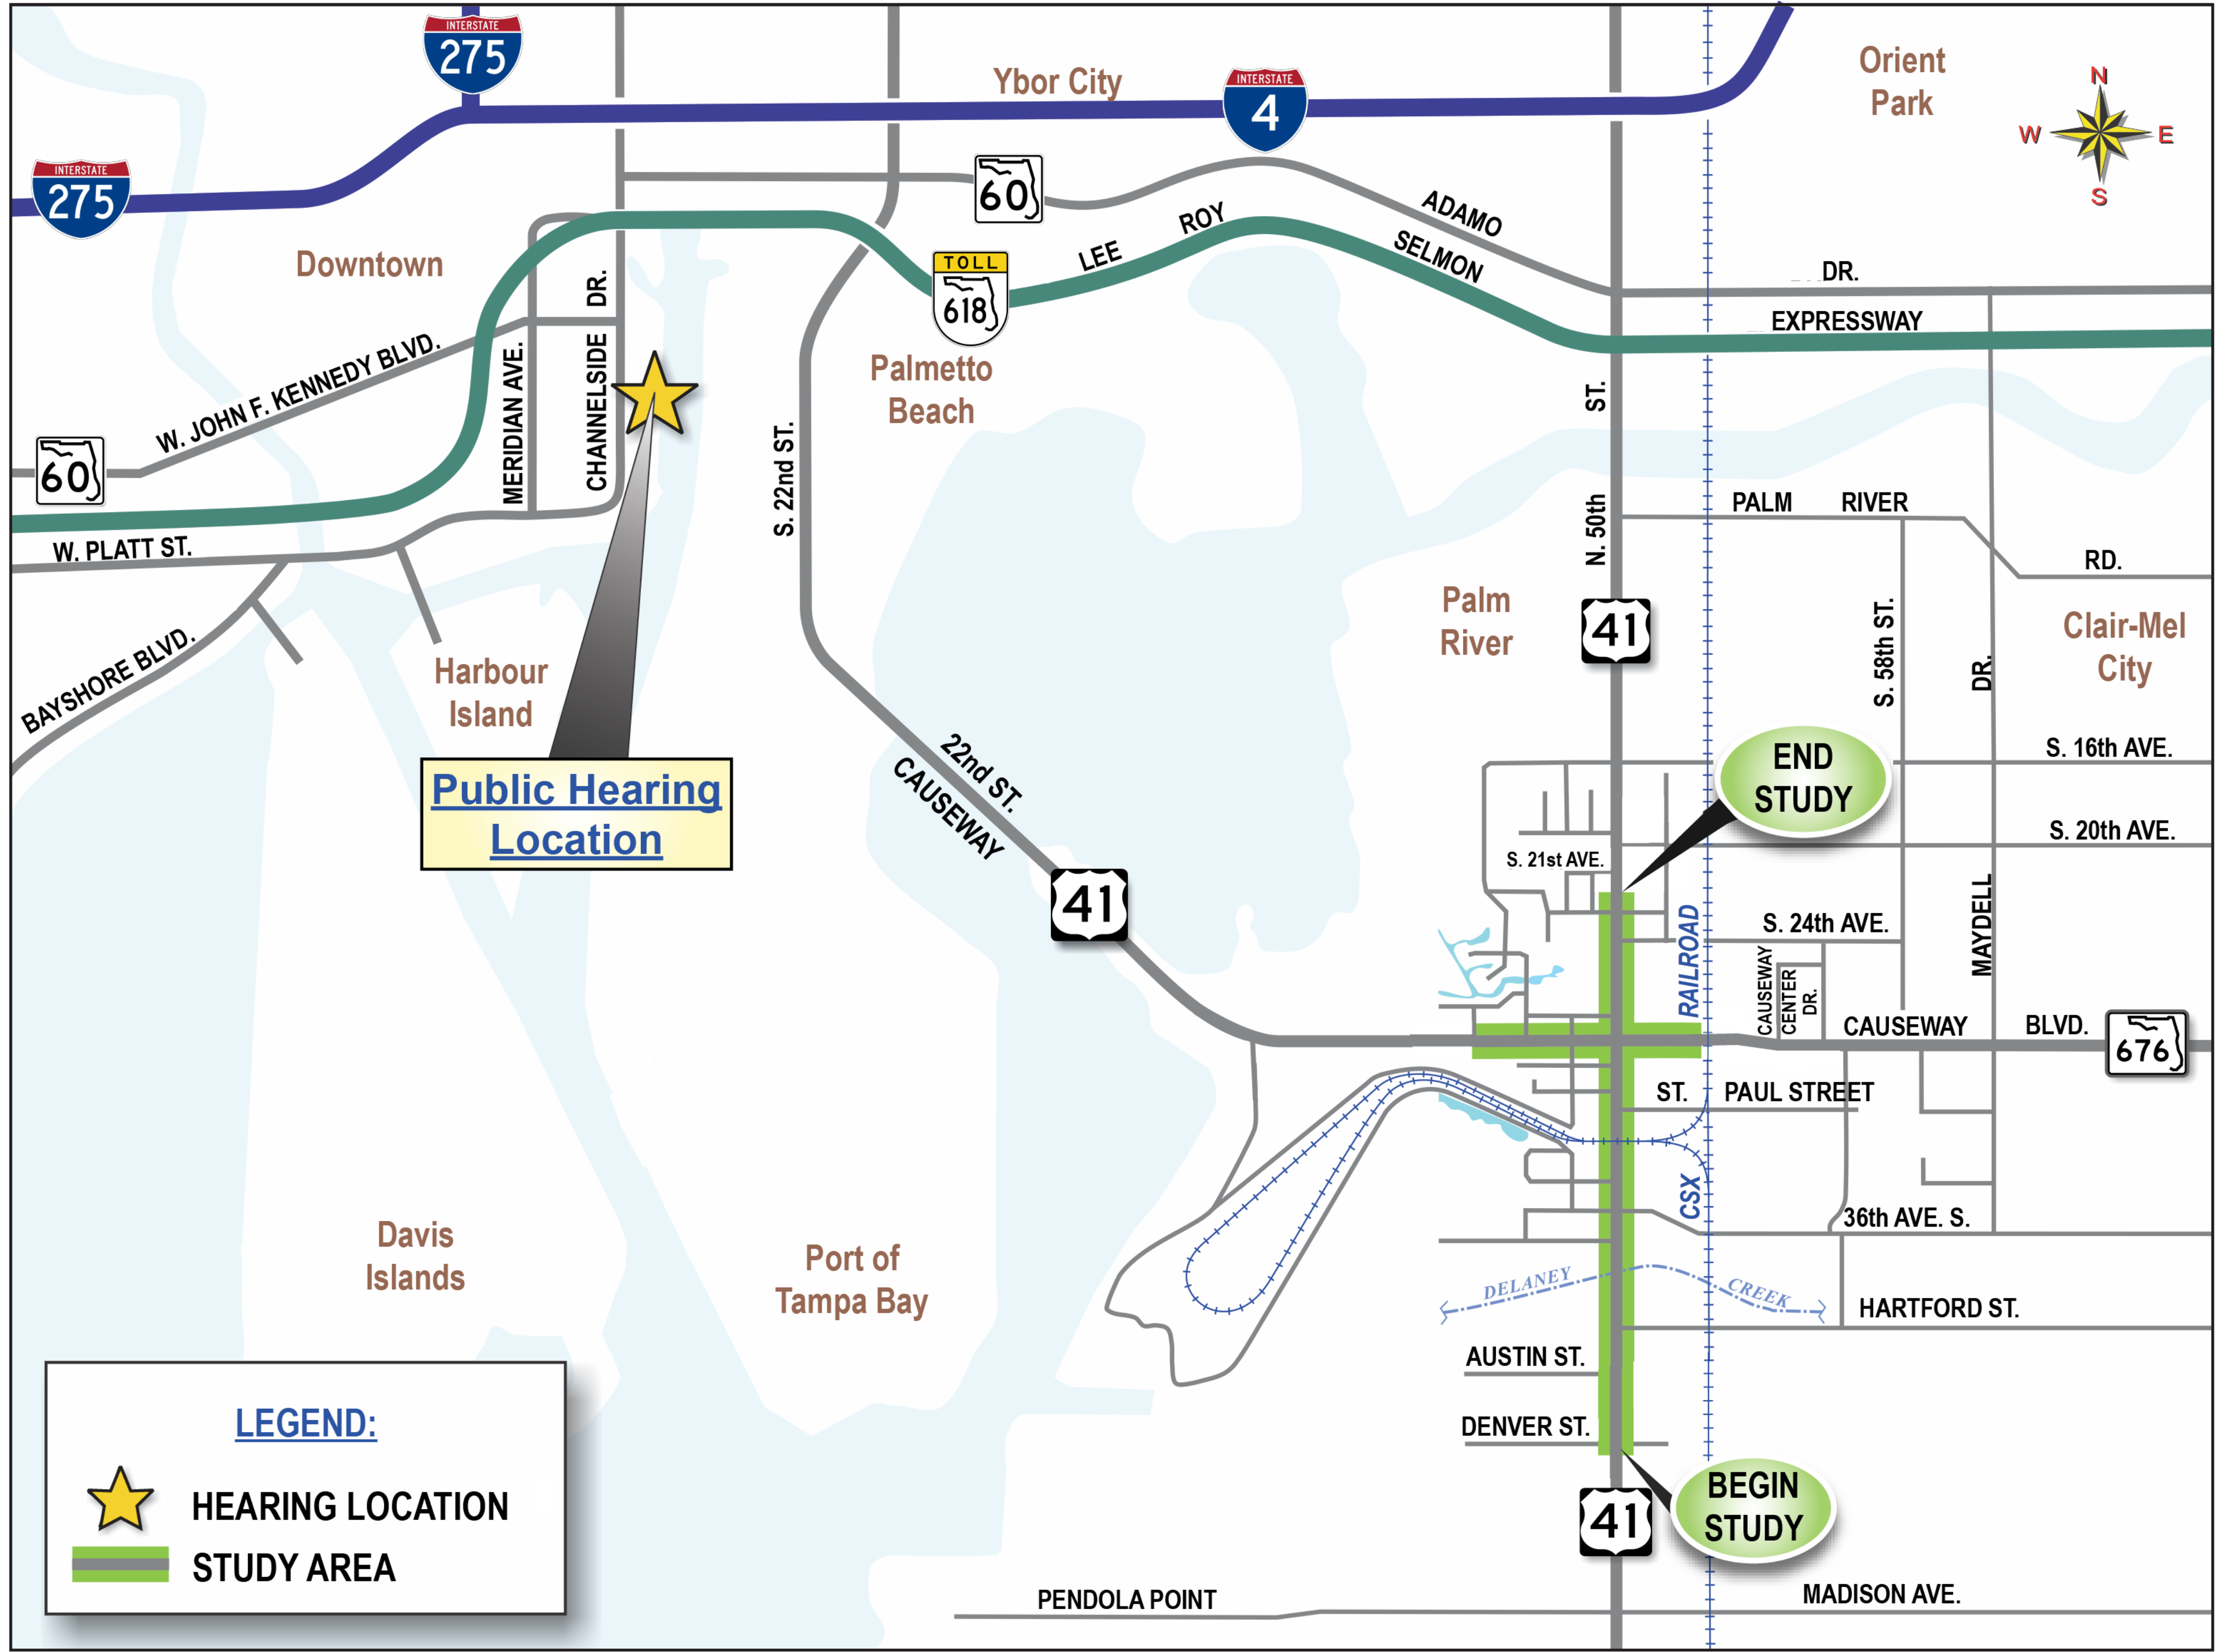 INTERSTATE
275
INTERSTATE
275
Ybor City
INTERSTATE
4
Orient
Park
N
W
E
S
60
ADAMO
DR.
LEE
ROY
SELMON
EXPRESSWAY
TOLL
618
Downtown
W. JOHN F. KENNEDY BLVD.
60
MERIDIAN AVE.
CHANNELSIDE DR.
W. PLATT ST.
BAYSHORE BLVD.
Palmetto
Beach
S. 22nd ST.
N. 50th ST.
PALM RIVER
RD.
Palm
River
41
S. 58th ST.
MAYDELL DR.
Clair-Mel
City
Harbour
Island
Public Hearing
Location
22nd ST.
CAUSEWAY
41
END
STUDY
S. 16th AVE.
S. 20th AVE.
S. 21st AVE.
S. 24th AVE.
CSX RAILROAD
CAUSEWAY
CENTER
DR.
CAUSEWAY BLVD.
676
ST. PAUL STREET
36th AVE. S.
DELANEY CREEK
HARTFORD ST.
AUSTIN ST.
DENVER ST.
Davis
Islands
Port of
Tampa Bay
BEGIN
STUDY
41
PENDOLA POINT
MADISON AVE.
LEGEND:
HEARING LOCATION
STUDY AREA